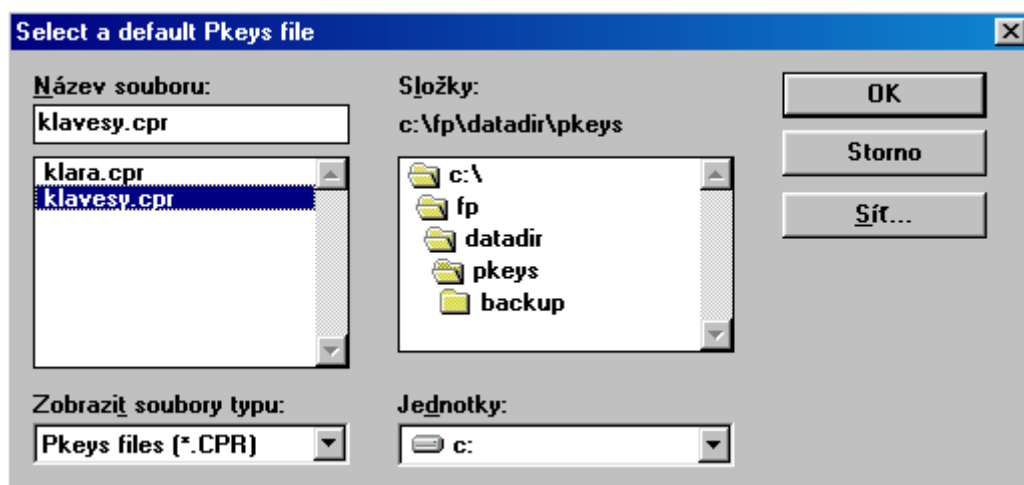 Select a default Pkeys file
Název souboru:
klavesy.cpr
klara.cpr
klavesy.cpr
Zobrazit soubory typu:
Pkeys files (*.CPR)
Složky:
c:\fp\datadir\pkeys
c:\
fp
datadir
pkeys
backup
Jednotky:
c:
OK
Storno
Síť...